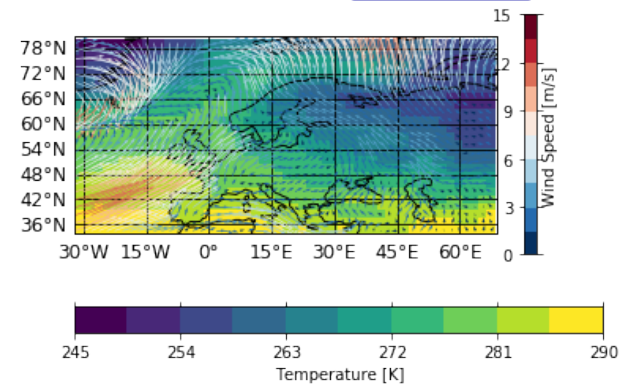 15
78°N
72°N
2
66°N
9
60°N
54°N
6
48°N
42°N
3
36°N
30°W 15°W 0° 15°E 30°E 45°E 60°E
0
Wind Speed [m/s]
245 254 263 272 281 290
Temperature [K]